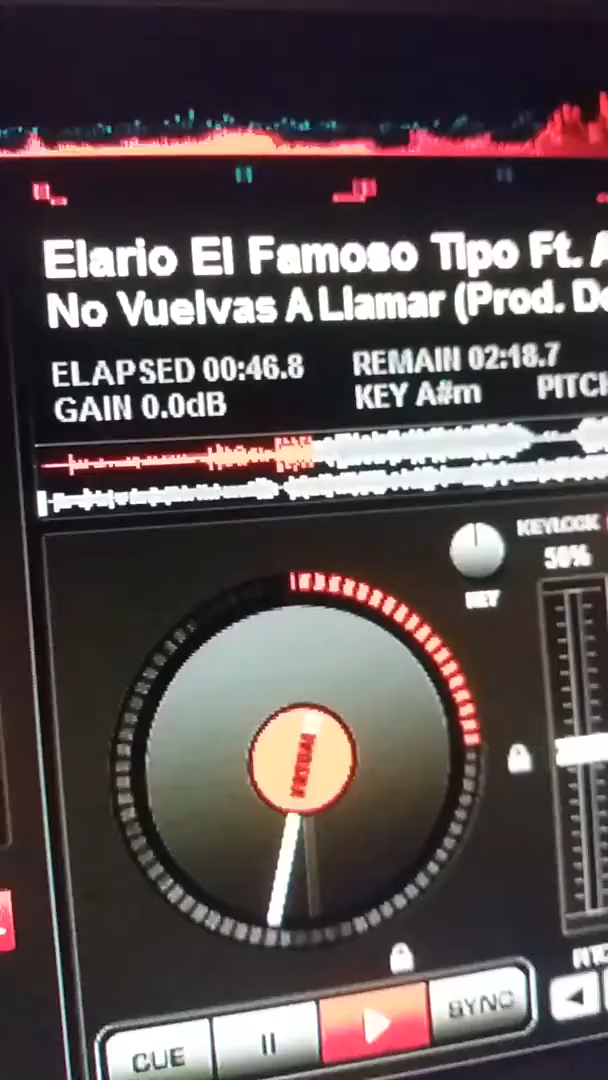 Elario El Famoso Tipo Ft. A
No Vuelvas A Llamar (Prod. D
ELAPSED 00:46.8 REMAIN 02:18.7
GAIN 0.0dB KEY A#m PITCH
KEYLOCK
50%
KEY
CUE SYNC